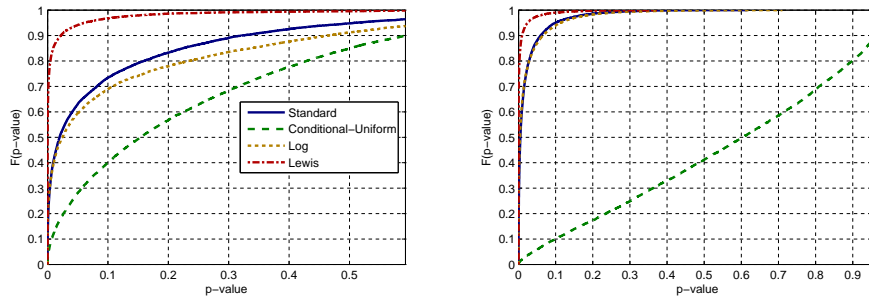 1
0.9
0.8
0.7
0.6
0.5
0.4
0.3
0.2
0.1
0
F(p−value)
0 0.1 0.2 0.3 0.4 0.5
p−value
Standard
Conditional−Uniform
Log
Lewis
1
0.9
0.8
0.7
0.6
0.5
0.4
0.3
0.2
0.1
0
F(p−value)
0 0.1 0.2 0.3 0.4 0.5 0.6 0.7 0.8 0.9
p−value